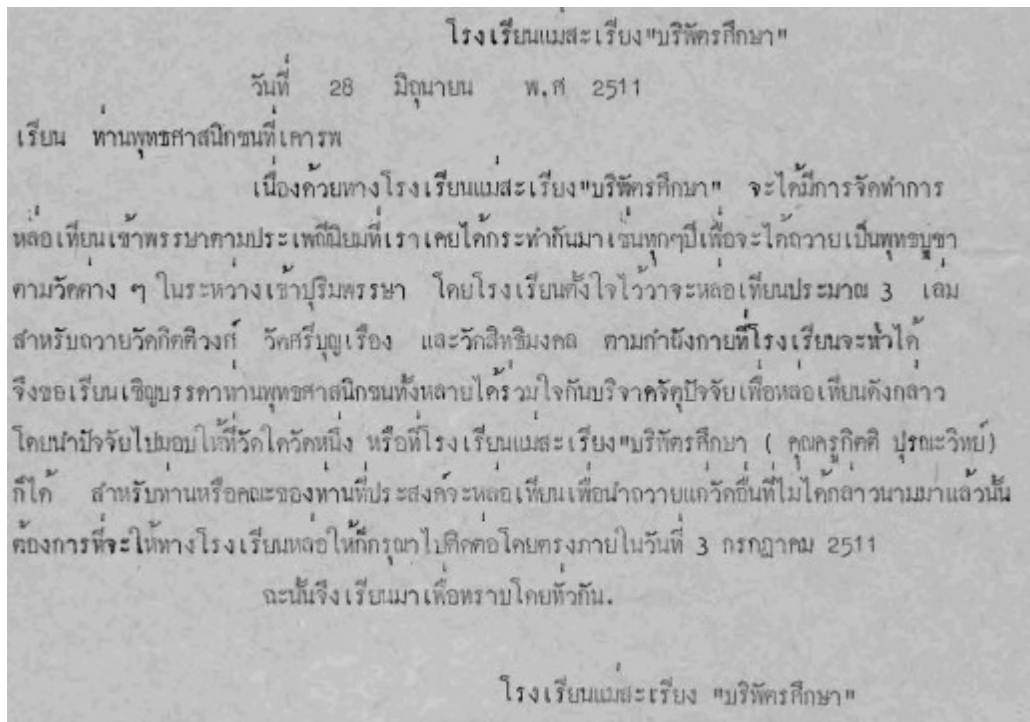 โรงเรียนแม่สะเรียง"บริพัตรศึกษา"
วันที่ 28 มิถุนายน พ.ศ 2511
เรียน ท่านพุทธศาสนิกชนที่เคารพ
เนื่องด้วยทางโรงเรียนแม่สะเรียง"บริพัตรศึกษา" จะได้มีการจัดทำการ
หล่อเทียนเข้าพรรษาตามประเพณีนิยมที่เราเคยได้กระทำกันมาเช่นทุกๆปีเพื่อจะได้ถวายเป็นพุทธบูชา
ตามวัดต่าง ๆ ในระหว่างเข้าปุริมพรรษา โดยโรงเรียนตั้งใจไว้ว่าจะหล่อเทียนประมาณ 3 เล่ม
สำหรับถวายวัดกิตติวงศ์ วัดศรีบุญเรือง และวัดสิทธิมงคล ตามกำลังกายที่โรงเรียนจะทำได้
จึงขอเรียนเชิญบรรดาท่านพุทธศาสนิกชนทั้งหลายได้ร่วมใจกันบริจาคจัตุปัจจัยเพื่อหล่อเทียนดังกล่าว
โดยนำปัจจัยไปมอบให้ที่วัดใดวัดหนึ่ง หรือที่โรงเรียนแม่สะเรียง"บริพัตรศึกษา ( คุณครูกิตติ ปุรณะวิทย์)
ก็ได้ สำหรับท่านหรือคณะของท่านที่ประสงค์จะหล่อเทียนเพื่อนำถวายแก่วัดอื่นที่ไม่ได้กล่าวนามมาแล้วนั้น
ต้องการที่จะให้ทางโรงเรียนหล่อให้ก็กรุณาไปติดต่อโดยตรงภายในวันที่ 3 กรกฎาคม 2511
ฉะนั้นจึงเรียนมาเพื่อทราบโดยทั่วกัน.
โรงเรียนแม่สะเรียง "บริพัตรศึกษา"